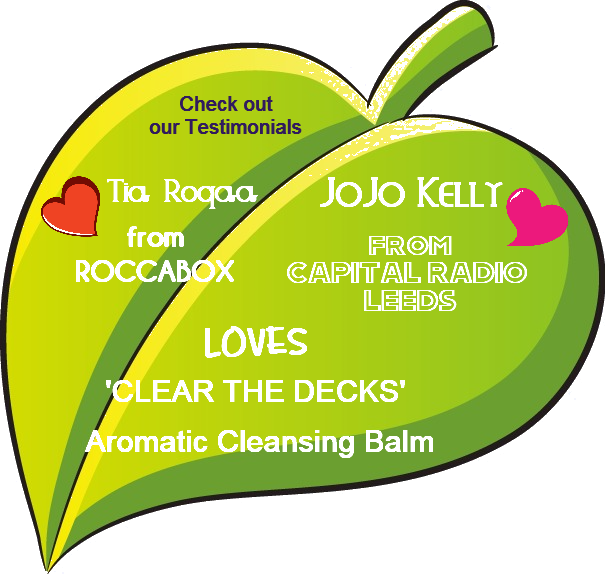 Check out
our Testimonials
Tia Roqaa
from
ROCCABOX
JoJo Kelly
FROM
CAPITAL RADIO
LEEDS
LOVES
'CLEAR THE DECKS'
Aromatic Cleansing Balm